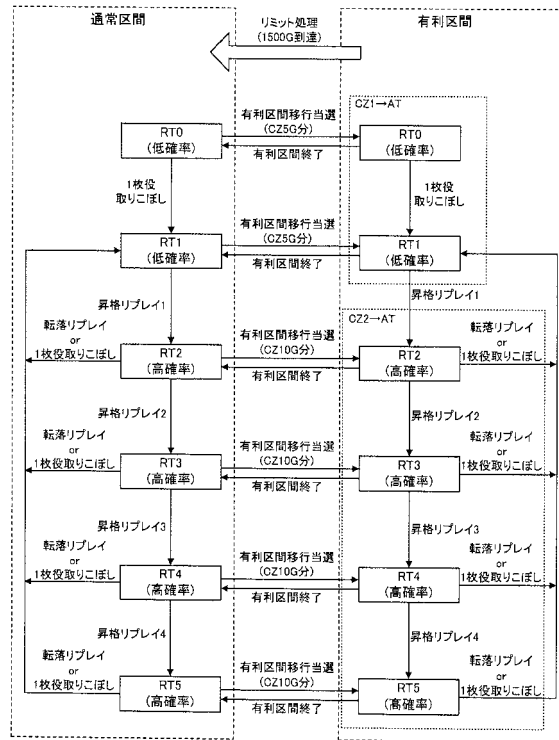 通常区間
リミット処理
(1500G到達)
有利区間
CZ1→AT
RT0
(低確率)
有利区間移行当選
(CZ5G分)
有利区間終了
RT0
(低確率)
1枚役
取りこぼし
1枚役
取りこぼし
RT1
(低確率)
有利区間移行当選
(CZ5G分)
有利区間終了
RT1
(低確率)
昇格リプレイ1
昇格リプレイ1
CZ2→AT
転落リプレイ
or
1枚役取りこぼし
RT2
(高確率)
有利区間移行当選
(CZ10G分)
有利区間終了
RT2
(高確率)
転落リプレイ
or
1枚役取りこぼし
昇格リプレイ2
昇格リプレイ2
転落リプレイ
or
1枚役取りこぼし
RT3
(高確率)
有利区間移行当選
(CZ10G分)
有利区間終了
RT3
(高確率)
転落リプレイ
or
1枚役取りこぼし
昇格リプレイ3
昇格リプレイ3
転落リプレイ
or
1枚役取りこぼし
RT4
(高確率)
有利区間移行当選
(CZ10G分)
有利区間終了
RT4
(高確率)
転落リプレイ
or
1枚役取りこぼし
昇格リプレイ4
昇格リプレイ4
転落リプレイ
or
1枚役取りこぼし
RT5
(高確率)
有利区間移行当選
(CZ10G分)
有利区間終了
RT5
(高確率)
転落リプレイ
or
1枚役取りこぼし